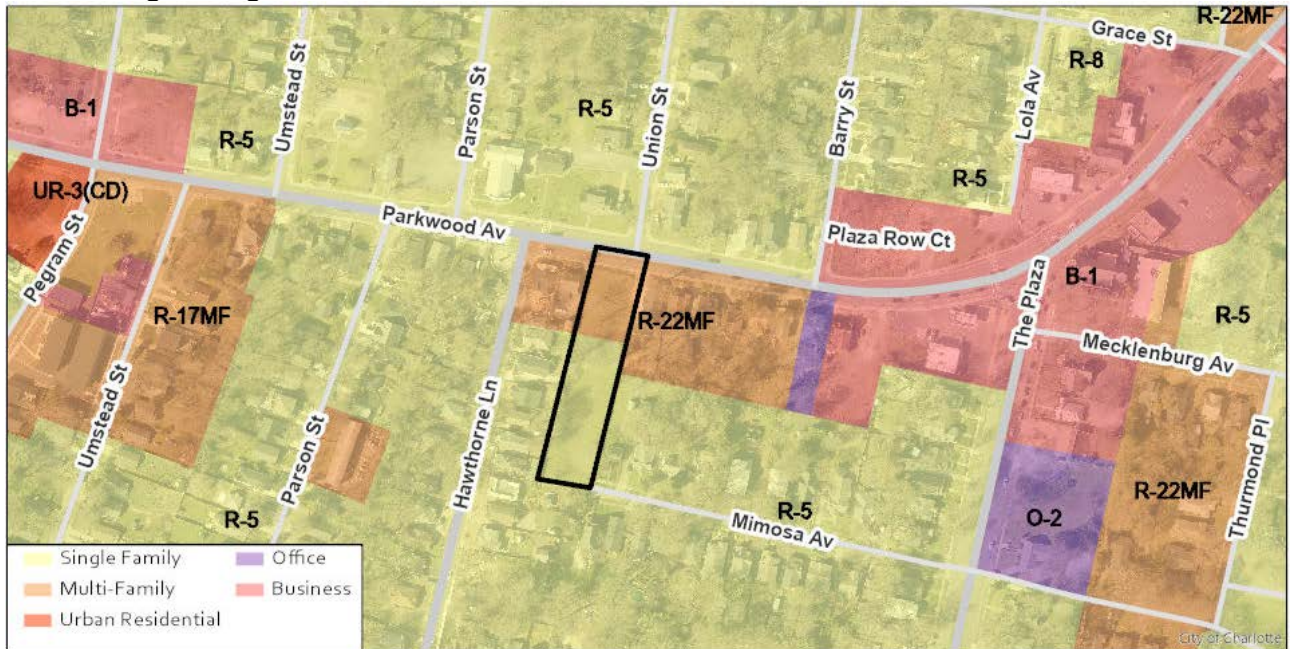 Grace St
R-22MF
R-8
B-1
Umstead St
Parson St
R-5
R-5
Union St
Barry St
Lola Av
R-5
UR-3(CD)
Pegram St
Parkwood Av
Plaza Row Ct
The Plaza
B-1
R-17MF
R-22MF
R-5
Mecklenburg Av
Umstead St
Parson St
Hawthorne Ln
R-5
Mimosa Av
R-5
O-2
R-22MF
Thurmond Pl
Single Family
Office
Multi-Family
Business
Urban Residential
City of Charlotte